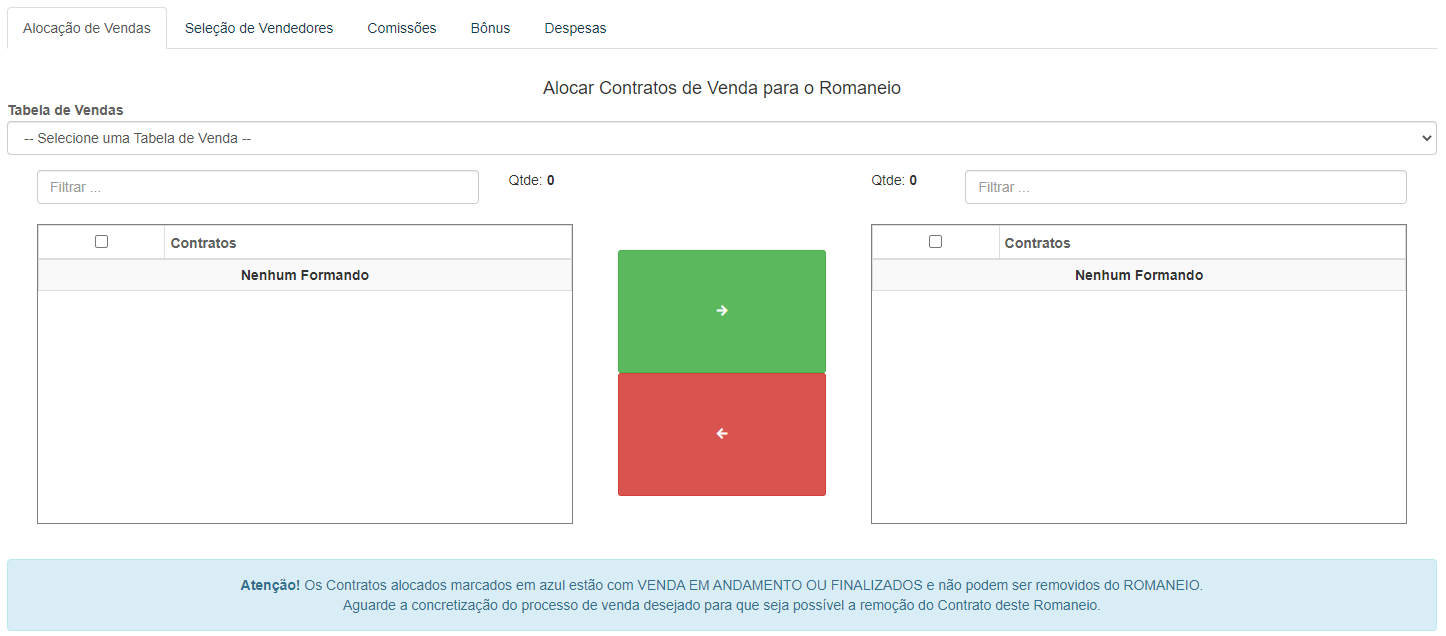 Alocação de Vendas Seleção de Vendedores Comissões Bônus Despesas
Alocar Contratos de Venda para o Romaneio
Tabela de Vendas
-- Selecione uma Tabela de Venda --
Filtrar ... Qtde: 0 Qtde: 0 Filtrar ...
Contratos Contratos
Nenhum Formando Nenhum Formando
Atenção! Os Contratos alocados marcados em azul estão com VENDA EM ANDAMENTO OU FINALIZADOS e não podem ser removidos do ROMANEIO.
Aguarde a concretização do processo de venda desejado para que seja possível a remoção do Contrato deste Romaneio.